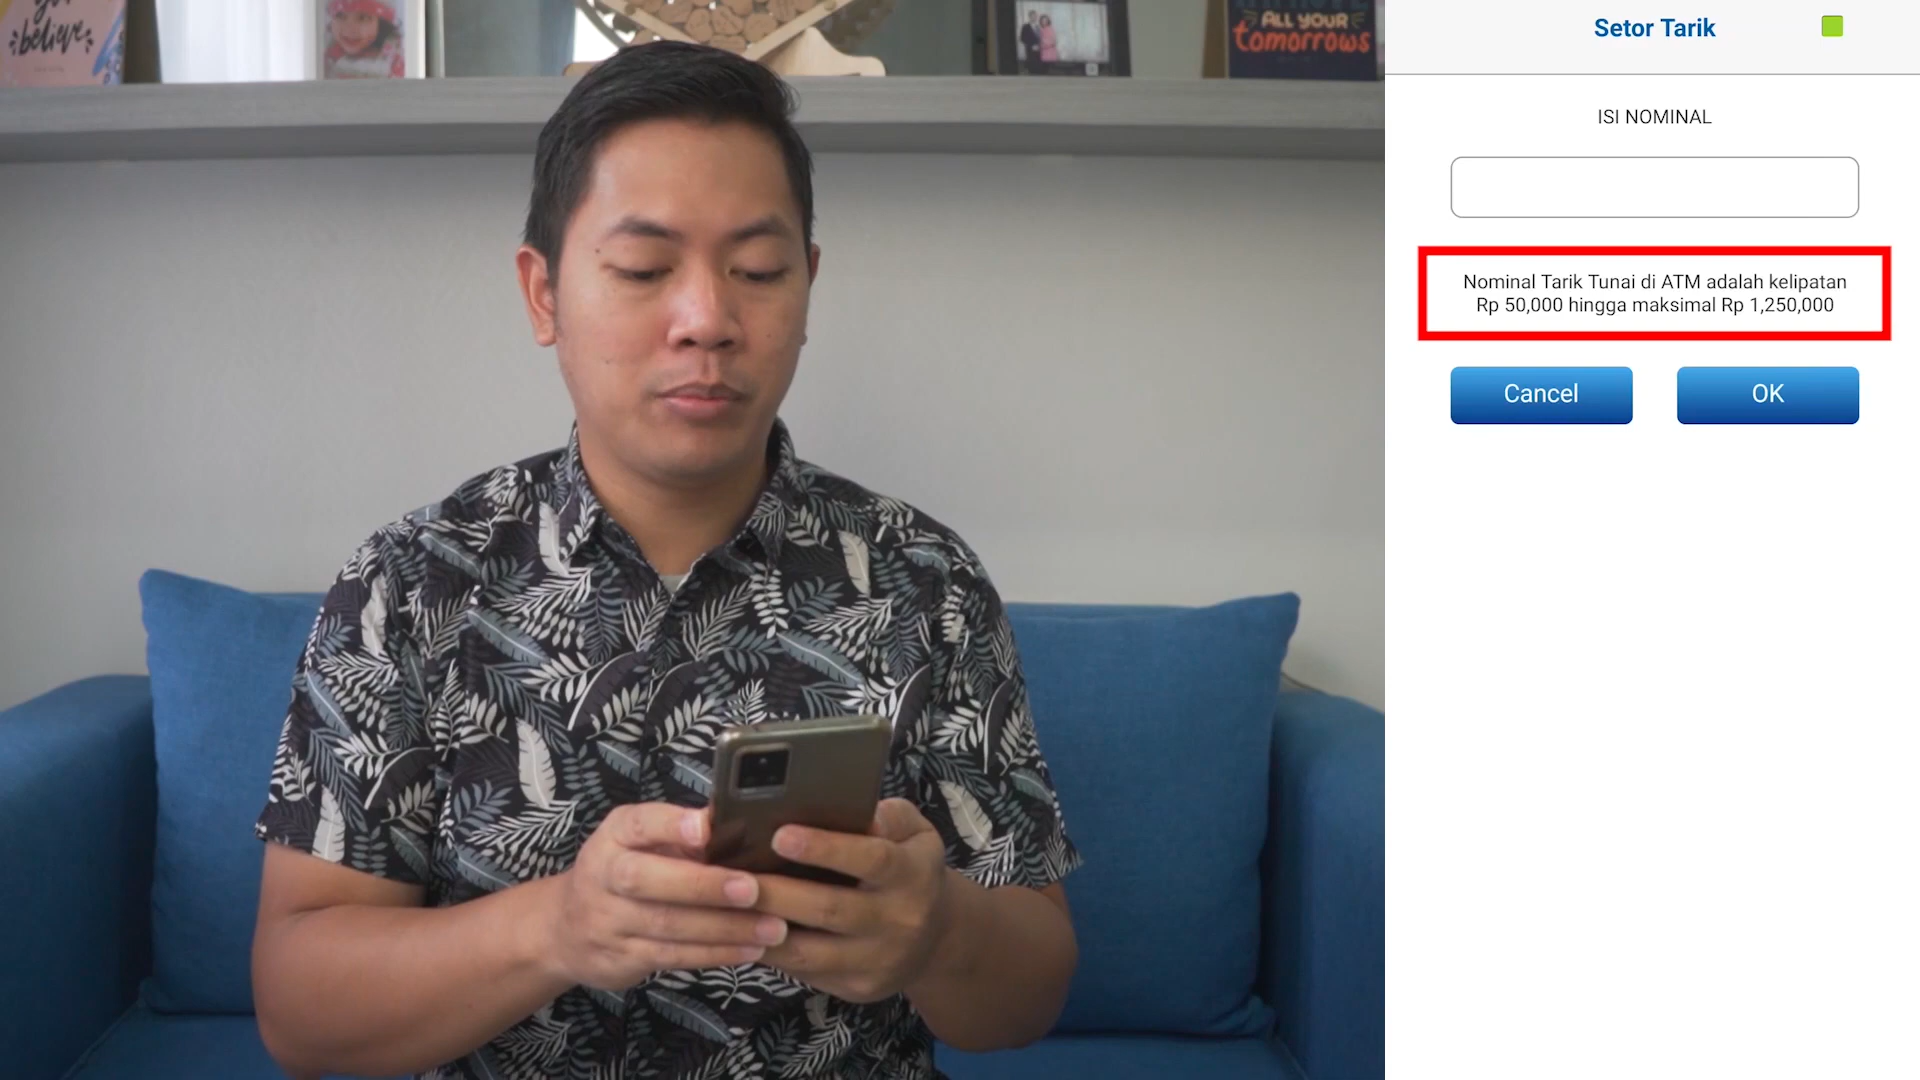 believe
ALL YOUR
tomorrows
Setor Tarik
ISI NOMINAL
Nominal Tarik Tunai di ATM adalah kelipatan
Rp 50,000 hingga maksimal Rp 1,250,000
Cancel
OK